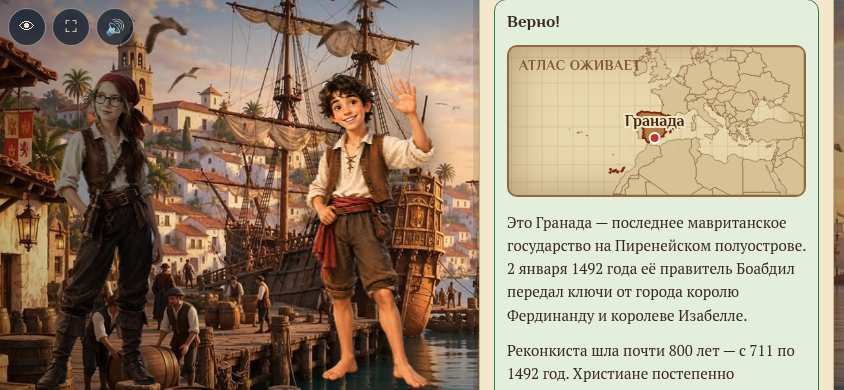 Верно!
АТЛАС ОЖИВАЕТ
Гранада
Это Гранада — последнее мавританское
государство на Пиренейском полуострове.
2 января 1492 года её правитель Боабдил
передал ключи от города королю
Фердинанду и королеве Изабелле.
Реконкиста шла почти 800 лет — с 711 по
1492 год. Христиане постепенно